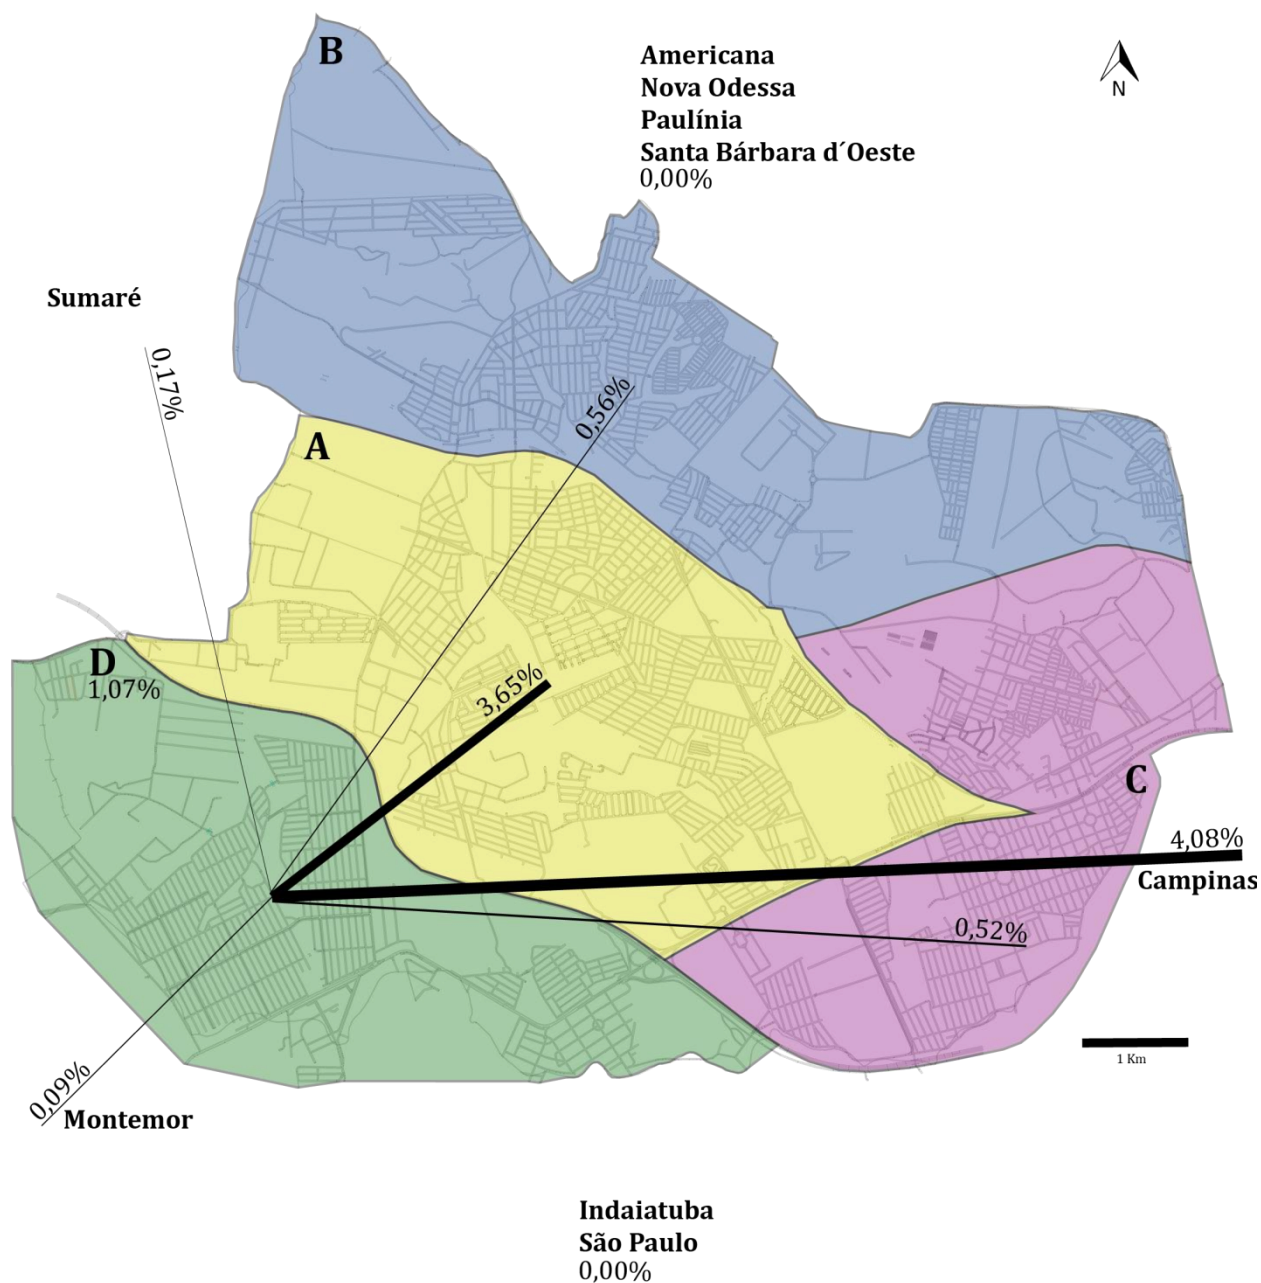 B
Americana
Nova Odessa
Paulínia
Santa Bárbara d´Oeste
0,00%
N
Sumaré
0,17%
0,56%
A
D
1,07%
3,65%
C
4,08%
Campinas
0,52%
1 Km
0,09%
Montemor
Indaiatuba
São Paulo
0,00%